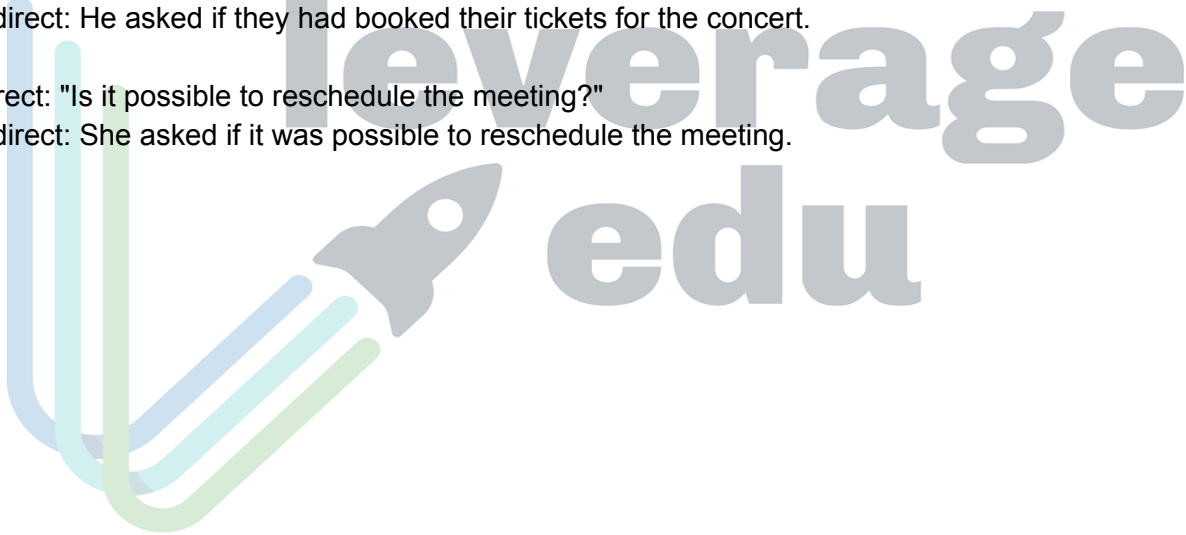 direct: He asked if they had booked their tickets for the concert.
rect: "Is it possible to reschedule the meeting?"
direct: She asked if it was possible to reschedule the meeting.
leverage
edu